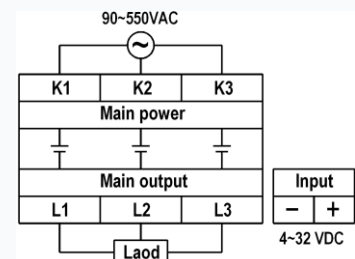 90~550VAC
~
K1 K2 K3
Main power
Main output
Input
L1 L2 L3
− +
Laod
4~32 VDC